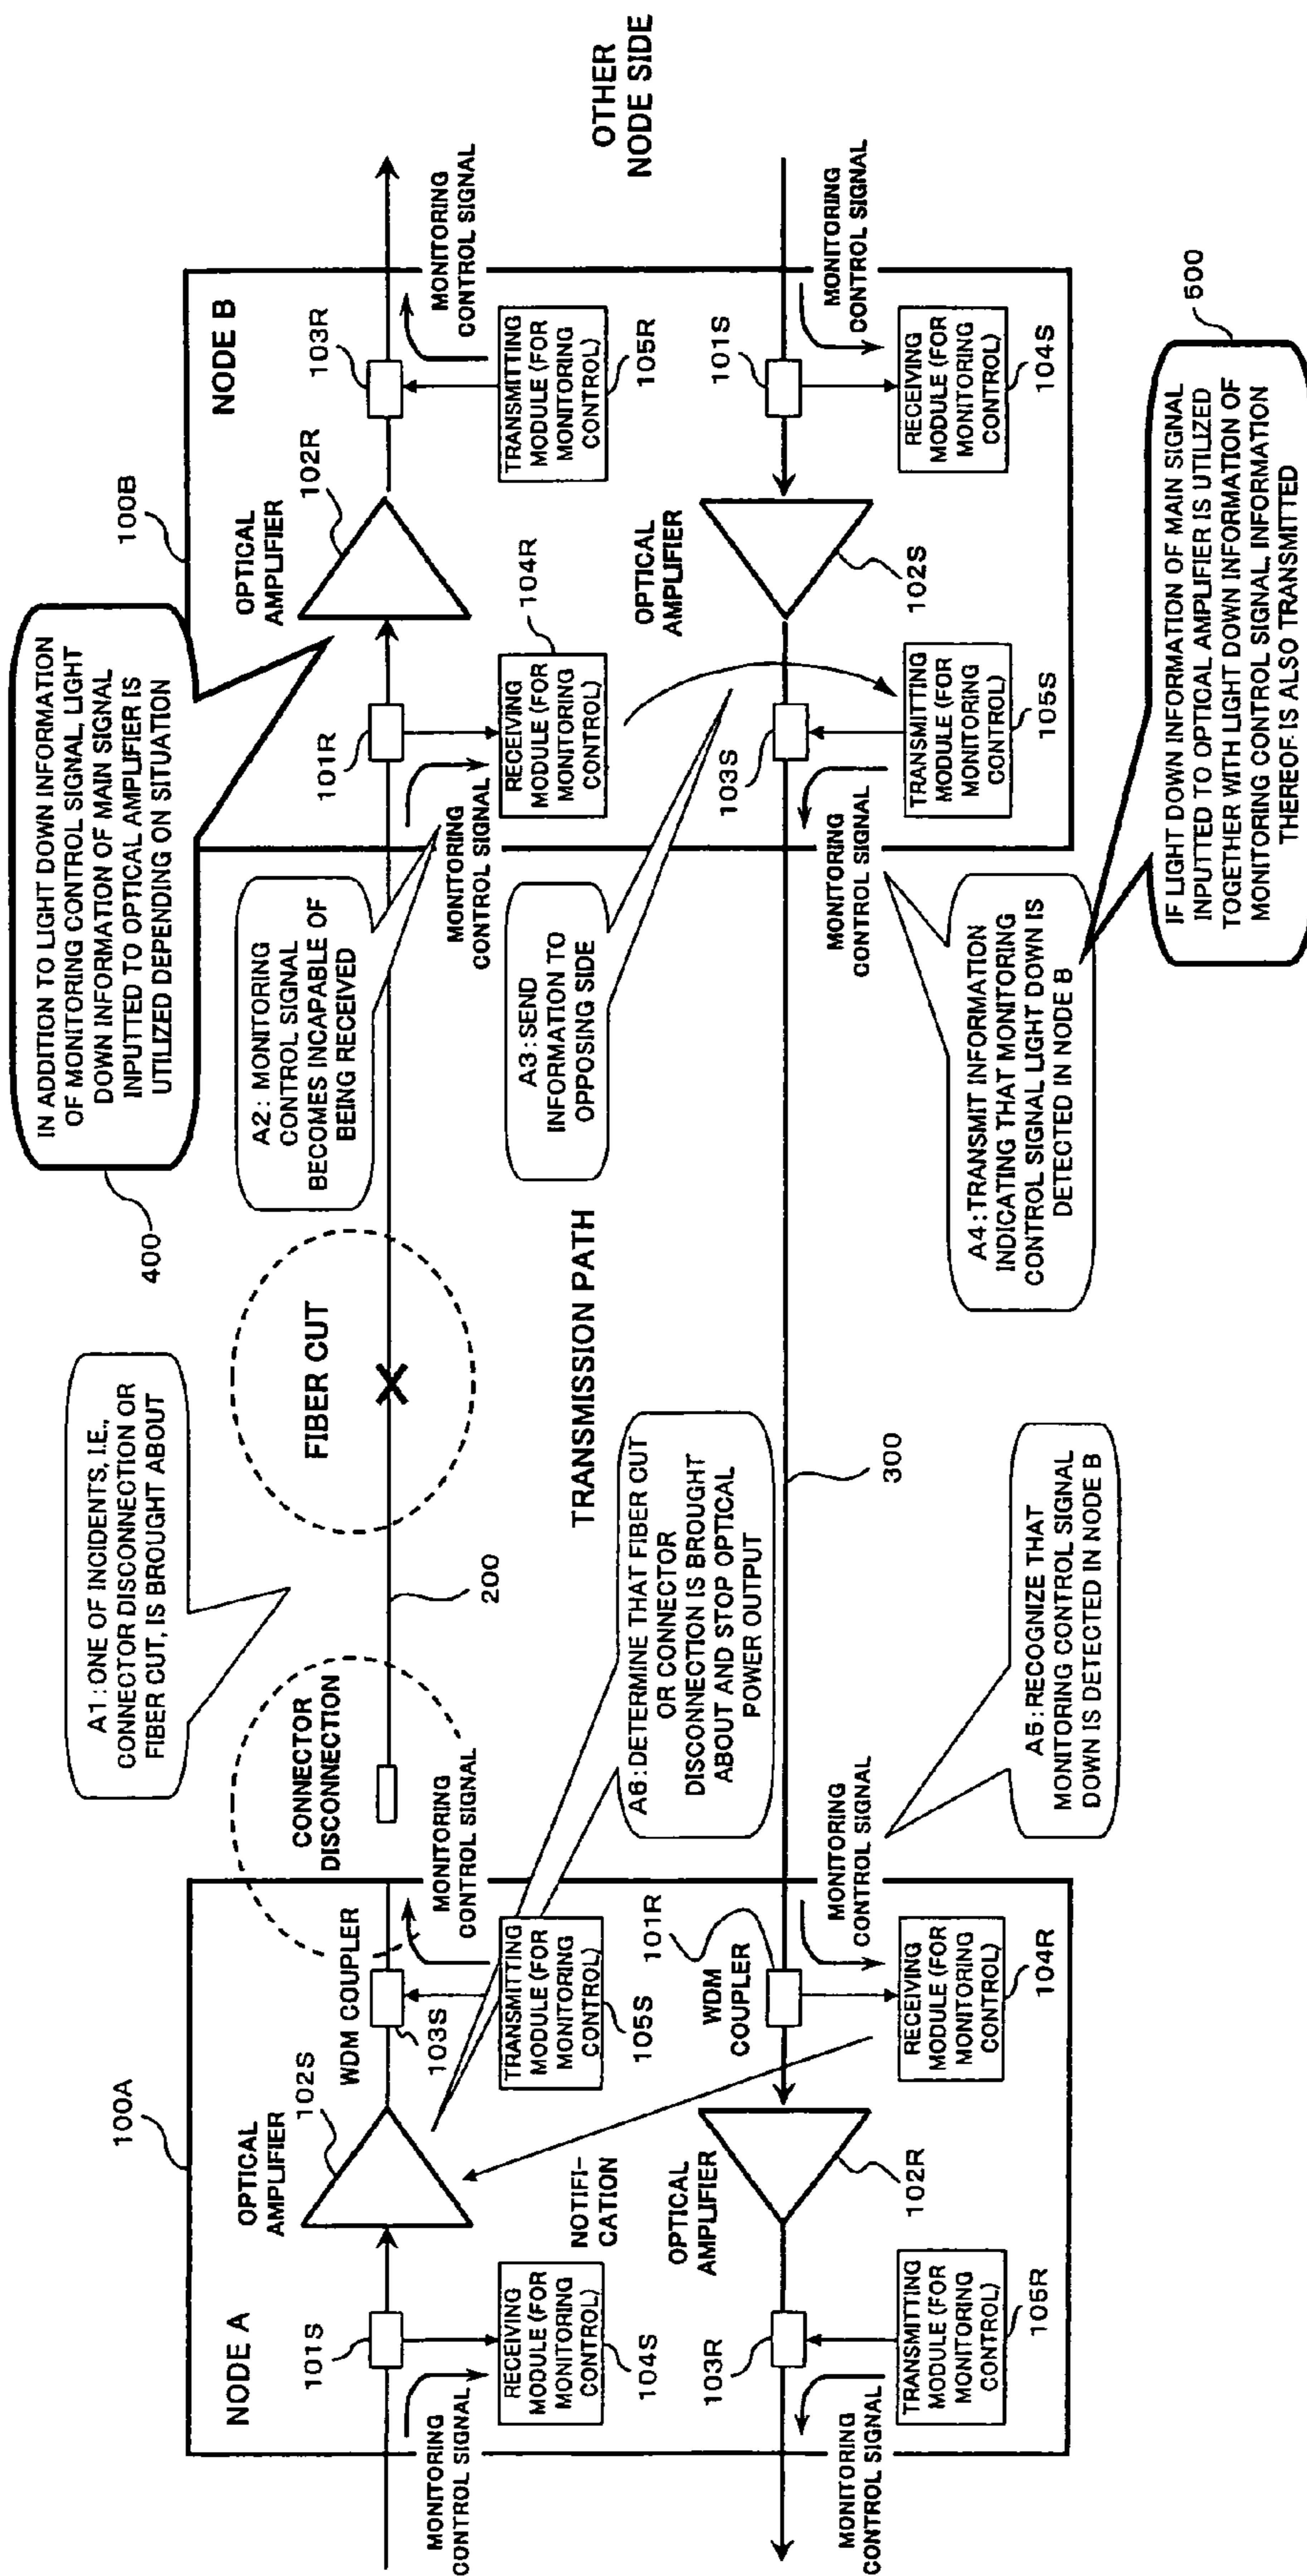 IN ADDITION TO LIGHT DOWN INFORMATION
OF MONITORING CONTROL SIGNAL, LIGHT
DOWN INFORMATION OF MAIN SIGNAL
INPUTTED TO OPTICAL AMPLIFIER IS
UTILIZED DEPENDING ON SITUATION
400
A1:ONE OF INCIDENTS, I.E.,
CONNECTOR DISCONNECTION OR
FIBER CUT, IS BROUGHT ABOUT
100A
NODE A
101S
RECEIVING
MODULE (FOR
MONITORING
CONTROL)
104S
MONITORING
CONTROL SIGNAL
OPTICAL
AMPLIFIER
102S
WDM COUPLER
103S
TRANSMITTING
MODULE (FOR
MONITORING
CONTROL)
105S
MONITORING
CONTROL SIGNAL
CONNECTOR
DISCONNECTION
200
FIBER CUT
A2: MONITORING
CONTROL SIGNAL
BECOMES INCAPABLE OF
BEING RECEIVED
100B
NODE B
101R
MONITORING
CONTROL SIGNAL
RECEIVING
MODULE (FOR
MONITORING
CONTROL)
104R
OPTICAL
AMPLIFIER
102R
103R
TRANSMITTING
MODULE (FOR
MONITORING
CONTROL)
105R
MONITORING
CONTROL SIGNAL
OTHER
NODE SIDE
NOTIFI-
CATION
TRANSMISSION PATH
A3:SEND
INFORMATION TO
OPPOSING SIDE
A6:DETERMINE THAT FIBER CUT
OR CONNECTOR
DISCONNECTION IS BROUGHT
ABOUT AND STOP OPTICAL
POWER OUTPUT
300
103R
TRANSMITTING
MODULE (FOR
MONITORING
CONTROL)
105R
MONITORING
CONTROL SIGNAL
OPTICAL
AMPLIFIER
102R
101R
WDM
COUPLER
RECEIVING
MODULE (FOR
MONITORING
CONTROL)
104R
MONITORING
CONTROL SIGNAL
A5:RECOGNIZE THAT
MONITORING CONTROL SIGNAL
DOWN IS DETECTED IN NODE B
A4:TRANSMIT INFORMATION
INDICATING THAT MONITORING
CONTROL SIGNAL LIGHT DOWN IS
DETECTED IN NODE B
MONITORING
CONTROL SIGNAL
103S
TRANSMITTING
MODULE (FOR
MONITORING
CONTROL)
105S
OPTICAL
AMPLIFIER
102S
101S
RECEIVING
MODULE (FOR
MONITORING
CONTROL)
104S
MONITORING
CONTROL SIGNAL
500
IF LIGHT DOWN INFORMATION OF MAIN SIGNAL
INPUTTED TO OPTICAL AMPLIFIER IS UTILIZED
TOGETHER WITH LIGHT DOWN INFORMATION OF
MONITORING CONTROL SIGNAL, INFORMATION
THEREOF IS ALSO TRANSMITTED